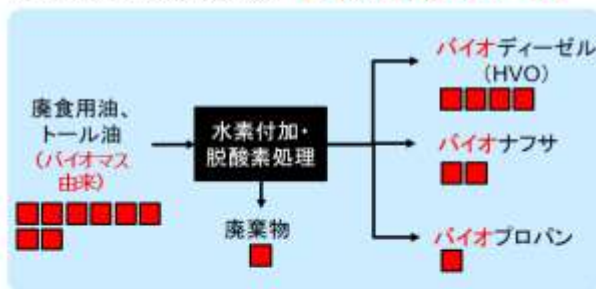 廃食用油、
トール油
(バイオマス
由来)
水素付加・
脱酸素処理
廃棄物
バイオディーゼル
(HVO)
バイオナフサ
バイオプロパン